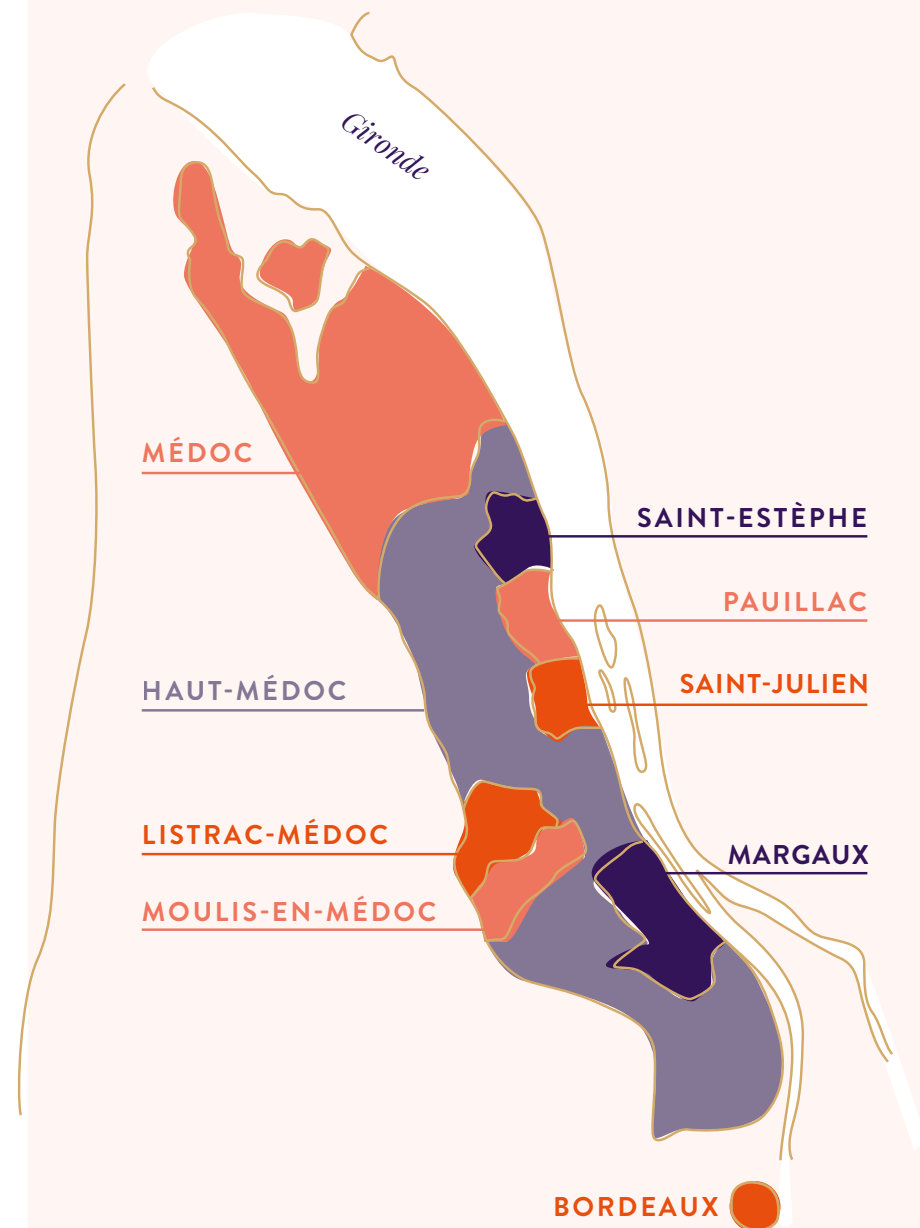 Gironde
MÉDOC
SAINT-ESTÈPHE
PAUILLAC
SAINT-JULIEN
HAUT-MÉDOC
LISTRAC-MÉDOC
MARGAUX
MOULIS-EN-MÉDOC
BORDEAUX